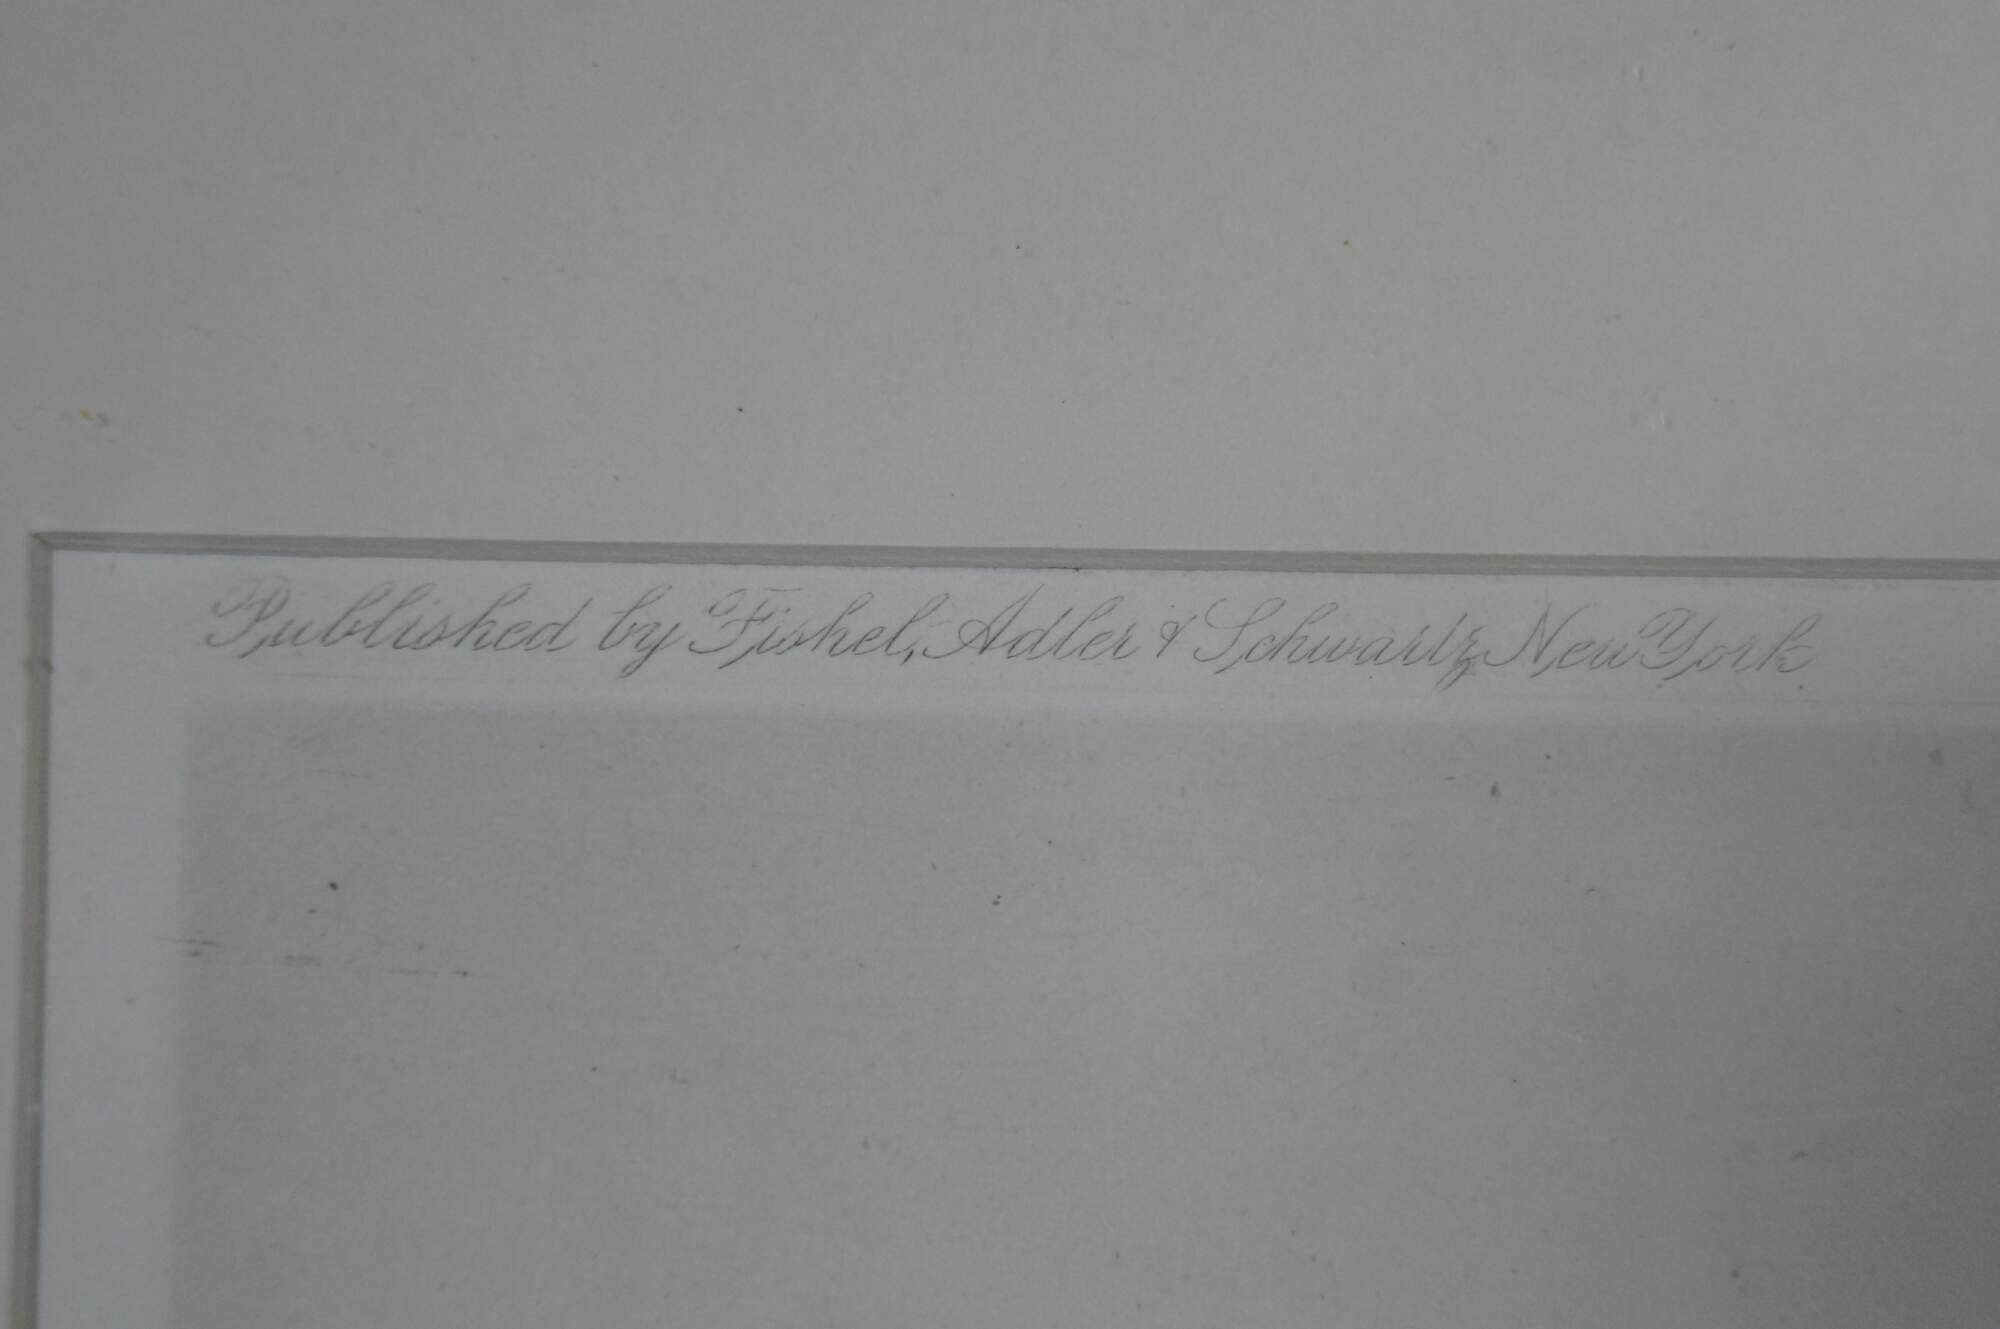 Published by Fishel, Adler & Schwartz New York